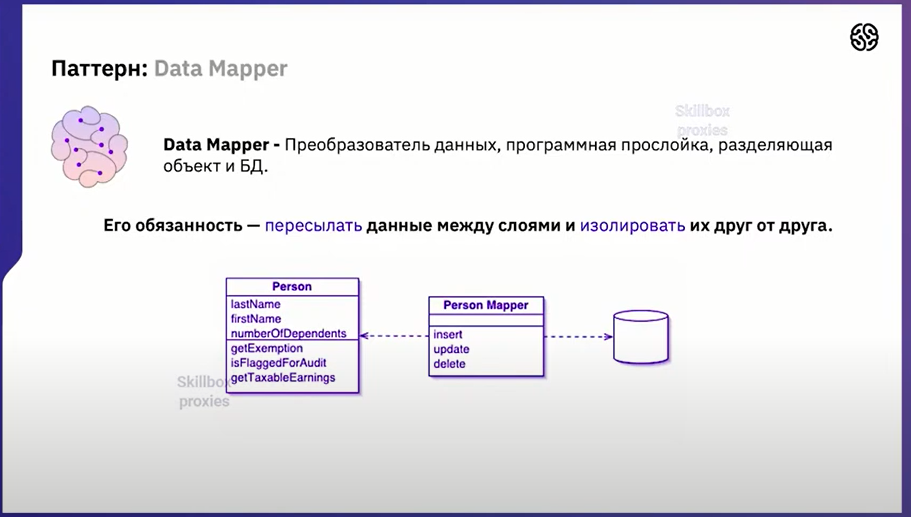 Паттерн: Data Mapper
Skillbox
proxies
Data Mapper - Преобразователь данных, программная прослойка, разделяющая
объект и БД.
Его обязанность — пересылать данные между слоями и изолировать их друг от друга.
Person
lastName
firstName
numberOfDependents
getExemption
isFlaggedForAudit
getTaxableEarnings
Person Mapper
insert
update
delete
Skillbox
proxies